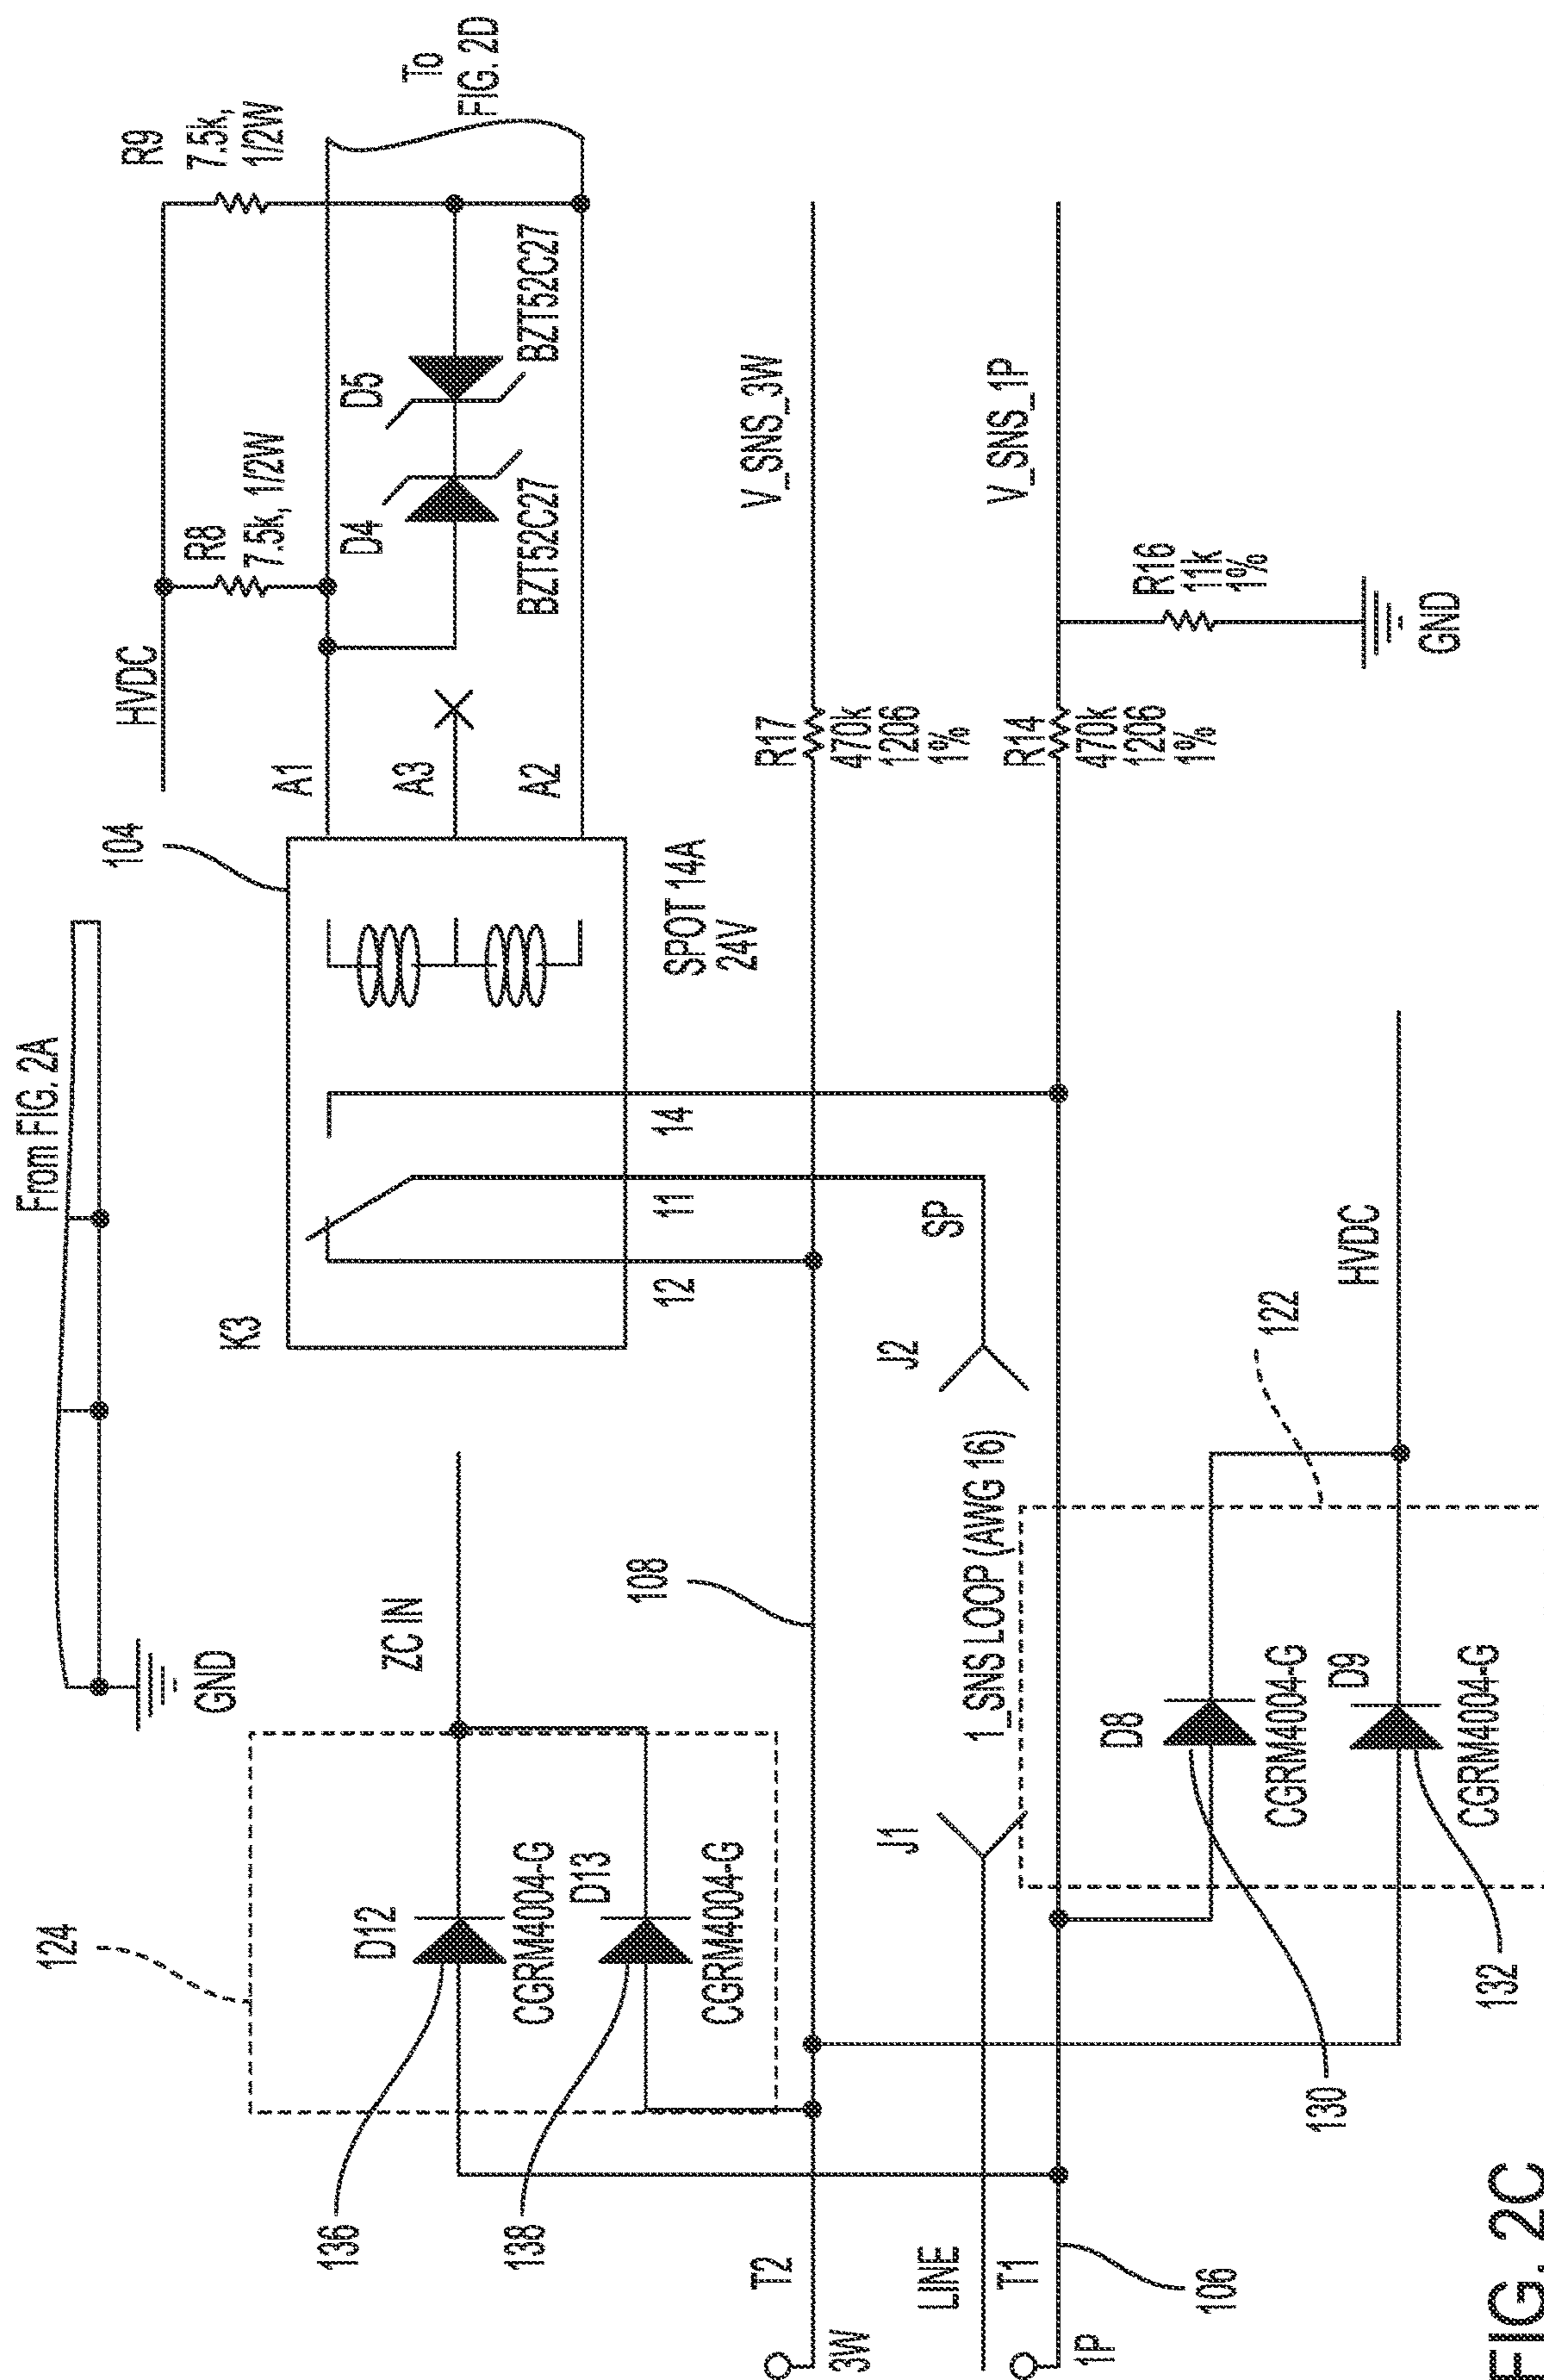 From FIG. 2A
GND
124
136
138
D12
CGRM4004-G
D13
CGRM4004-G
ZC IN
K3
104
12
11
14
SPOT 14A
24V
A1
A3
A2
HVDC
R8
7.5k, 1/2W
R9
7.5k,
1/2W
D4
BZT52C27
D5
BZT52C27
To
FIG. 2D
3W
T2
108
R17
470k
1206
1%
V_SNS_3W
LINE
J1
1_SNS LOOP (AWG 16)
J2
SP
1P
T1
106
R14
470k
1206
1%
V_SNS_1P
R16
11k
1%
GND
D8
CGRM4004-G
D9
CGRM4004-G
130
132
122
HVDC
FIG. 2C